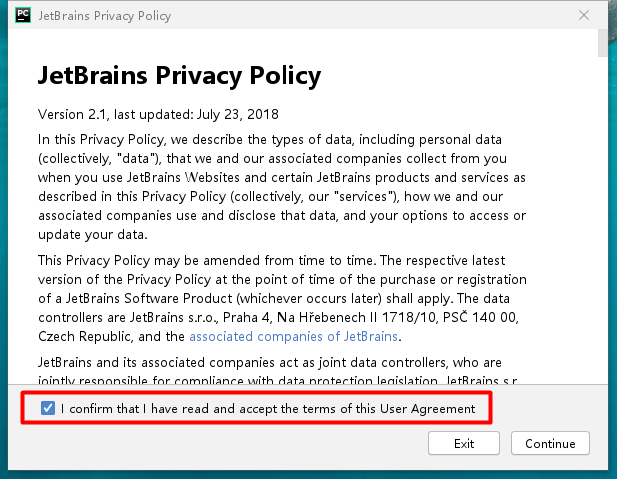 PC JetBrains Privacy Policy
JetBrains Privacy Policy
Version 2.1, last updated: July 23, 2018
In this Privacy Policy, we describe the types of data, including personal data
(collectively, "data"), that we and our associated companies collect from you
when you use JetBrains Websites and certain JetBrains products and services as
described in this Privacy Policy (collectively, our "services"), how we and our
associated companies use and disclose that data, and your options to access or
update your data.
This Privacy Policy may be amended from time to time. The respective latest
version of the Privacy Policy at the point of time of the purchase or registration
of a JetBrains Software Product (whichever occurs later) shall apply. The data
controllers are JetBrains s.r.o., Praha 4, Na Hřebenech II 1718/10, PSČ 140 00,
Czech Republic, and the associated companies of JetBrains.
JetBrains and its associated companies act as joint data controllers, who are
jointly responsible for compliance with data protection legislation. JetBrains s.r.
I confirm that I have read and accept the terms of this User Agreement
Exit Continue